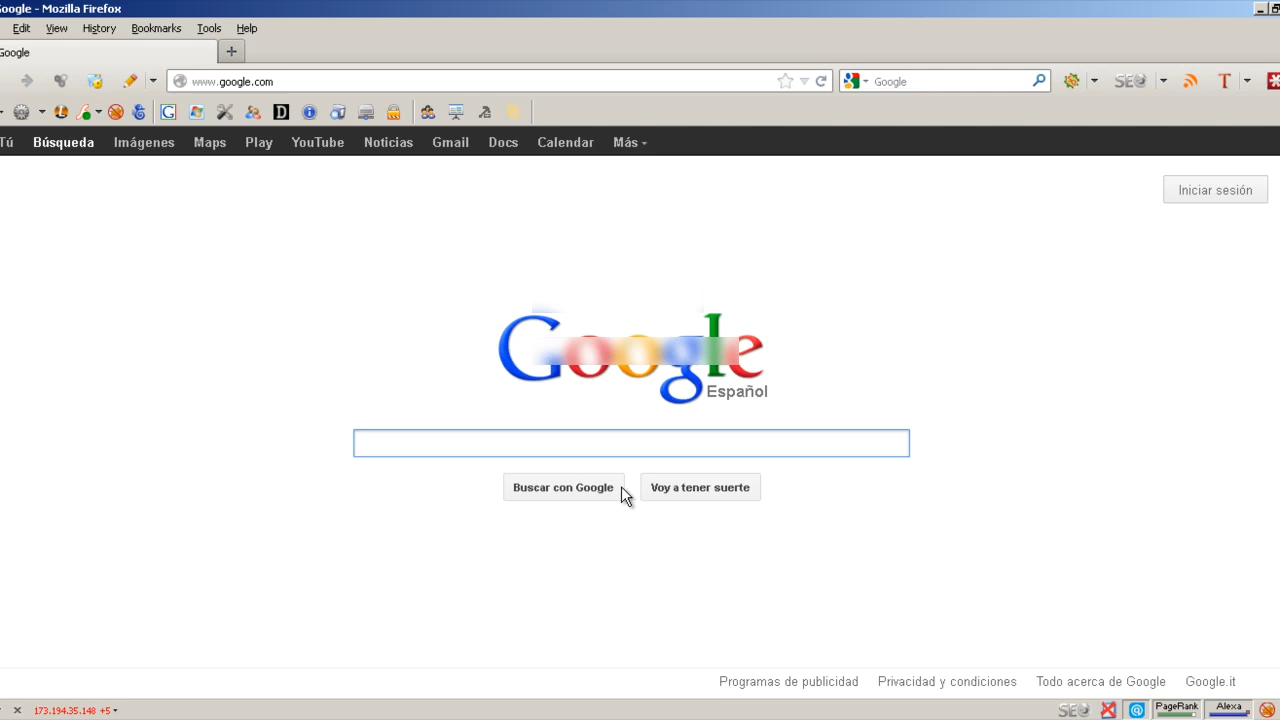 Google - Mozilla Firefox
Edit View History Bookmarks Tools Help
Google
www.google.com
Google
SEO
T
G D
Tú Búsqueda Imágenes Maps Play YouTube Noticias Gmail Docs Calendar Más
Iniciar sesión
Google
Español
Buscar con Google Voy a tener suerte
Programas de publicidad Privacidad y condiciones Todo acerca de Google Google.it
173.194.35.148 +5
SEO
PageRank
Alexa